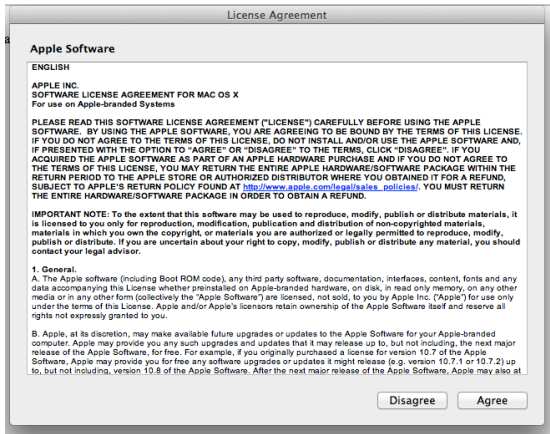 License Agreement
a
Apple Software
ENGLISH
APPLE INC.
SOFTWARE LICENSE AGREEMENT FOR MAC OS X
For use on Apple-branded Systems
PLEASE READ THIS SOFTWARE LICENSE AGREEMENT ("LICENSE") CAREFULLY BEFORE USING THE APPLE
SOFTWARE. BY USING THE APPLE SOFTWARE, YOU ARE AGREEING TO BE BOUND BY THE TERMS OF THIS LICENSE.
IF YOU DO NOT AGREE TO THE TERMS OF THIS LICENSE, DO NOT INSTALL AND/OR USE THE APPLE SOFTWARE AND,
IF PRESENTED WITH THE OPTION TO "AGREE" OR "DISAGREE" TO THE TERMS, CLICK "DISAGREE". IF YOU
ACQUIRED THE APPLE SOFTWARE AS PART OF AN APPLE HARDWARE PURCHASE AND IF YOU DO NOT AGREE TO
THE TERMS OF THIS LICENSE, YOU MAY RETURN THE ENTIRE APPLE HARDWARE/SOFTWARE PACKAGE WITHIN THE
RETURN PERIOD TO THE APPLE STORE OR AUTHORIZED DISTRIBUTOR WHERE YOU OBTAINED IT FOR A REFUND,
SUBJECT TO APPLE'S RETURN POLICY FOUND AT http://www.apple.com/legal/sales_policies/. YOU MUST RETURN
THE ENTIRE HARDWARE/SOFTWARE PACKAGE IN ORDER TO OBTAIN A REFUND.
IMPORTANT NOTE: To the extent that this software may be used to reproduce, modify, publish or distribute materials, it
is licensed to you only for reproduction, modification, publication and distribution of non-copyrighted materials,
materials in which you own the copyright, or materials you are authorized or legally permitted to reproduce, modify,
publish or distribute. If you are uncertain about your right to copy, modify, publish or distribute any material, you should
contact your legal advisor.
1. General.
A. The Apple software (including Boot ROM code), any third party software, documentation, interfaces, content, fonts and any
data accompanying this License whether preinstalled on Apple-branded hardware, on disk, in read only memory, on any other
media or in any other form (collectively the "Apple Software") are licensed, not sold, to you by Apple Inc. ("Apple") for use only
under the terms of this License. Apple and/or Apple's licensors retain ownership of the Apple Software itself and reserve all
rights not expressly granted to you.
B. Apple, at its discretion, may make available future upgrades or updates to the Apple Software for your Apple-branded
computer. Apple may provide you any such upgrades and updates that it may release up to, but not including, the next major
release of the Apple Software, for free. For example, if you originally purchased a license for version 10.7 of the Apple
Software, Apple may provide you for free any software upgrades or updates it might release (e.g. version 10.7.1 or 10.7.2) up
to, but not including, version 10.8 of the Apple Software. After the next major release of the Apple Software, Apple may also at
Disagree
Agree